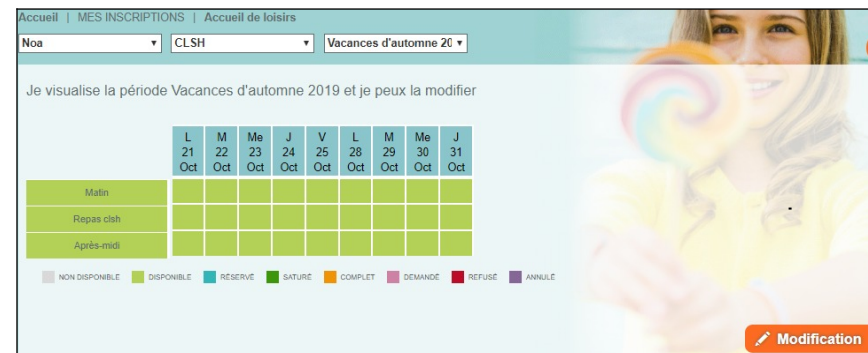 Accueil | MES INSCRIPTIONS | Accueil de loisirs
Noa CLSH Vacances d'automne 20
Je visualise la période Vacances d'automne 2019 et je peux la modifier
L M Me J V L M Me J
21 22 23 24 25 28 29 30 31
Oct Oct Oct Oct Oct Oct Oct Oct Oct
Matin
Repas clsh
Après-midi
NON DISPONIBLE DISPONIBLE RÉSERVÉ SATURÉ COMPLET DEMANDÉ REFUSÉ ANNULÉ
Modification